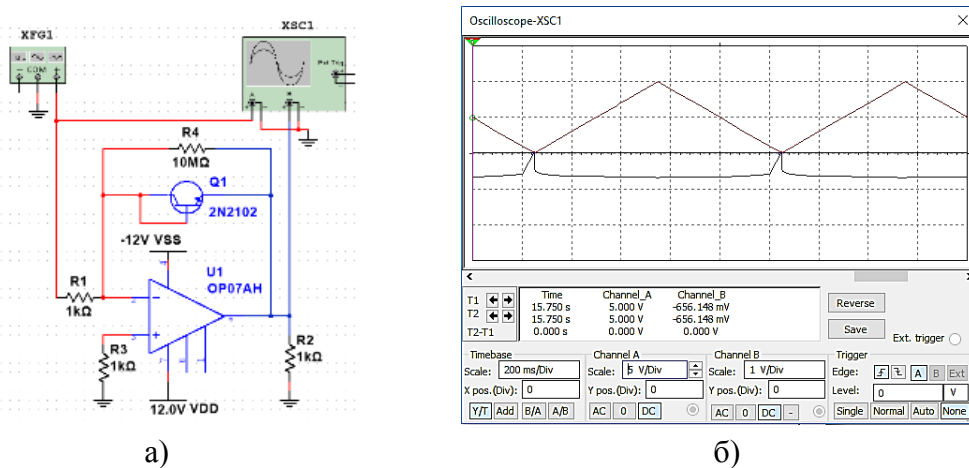 XFG1
COM
XSC1
Ext Trig
A
B
R4
10MΩ
Q1
2N2102
-12V VSS
R1
1kΩ
U1
OP07AH
R3
1kΩ
R2
1kΩ
12.0V VDD
а)
Oscilloscope-XSC1
Time Channel_A Channel_B
T1 15.750 s 5.000 V -656.148 mV
T2 15.750 s 5.000 V -656.148 mV
T2-T1 0.000 s 0.000 V 0.000 V
Reverse
Save
Ext. trigger
Timebase Channel A Channel B Trigger
Scale: 200 ms/Div Scale: 5 V/Div Scale: 1 V/Div Edge: A B Ext
X pos.(Div): 0 Y pos.(Div): 0 Y pos.(Div): 0 Level: 0 V
Y/T Add B/A A/B AC 0 DC AC 0 DC - Single Normal Auto None
б)